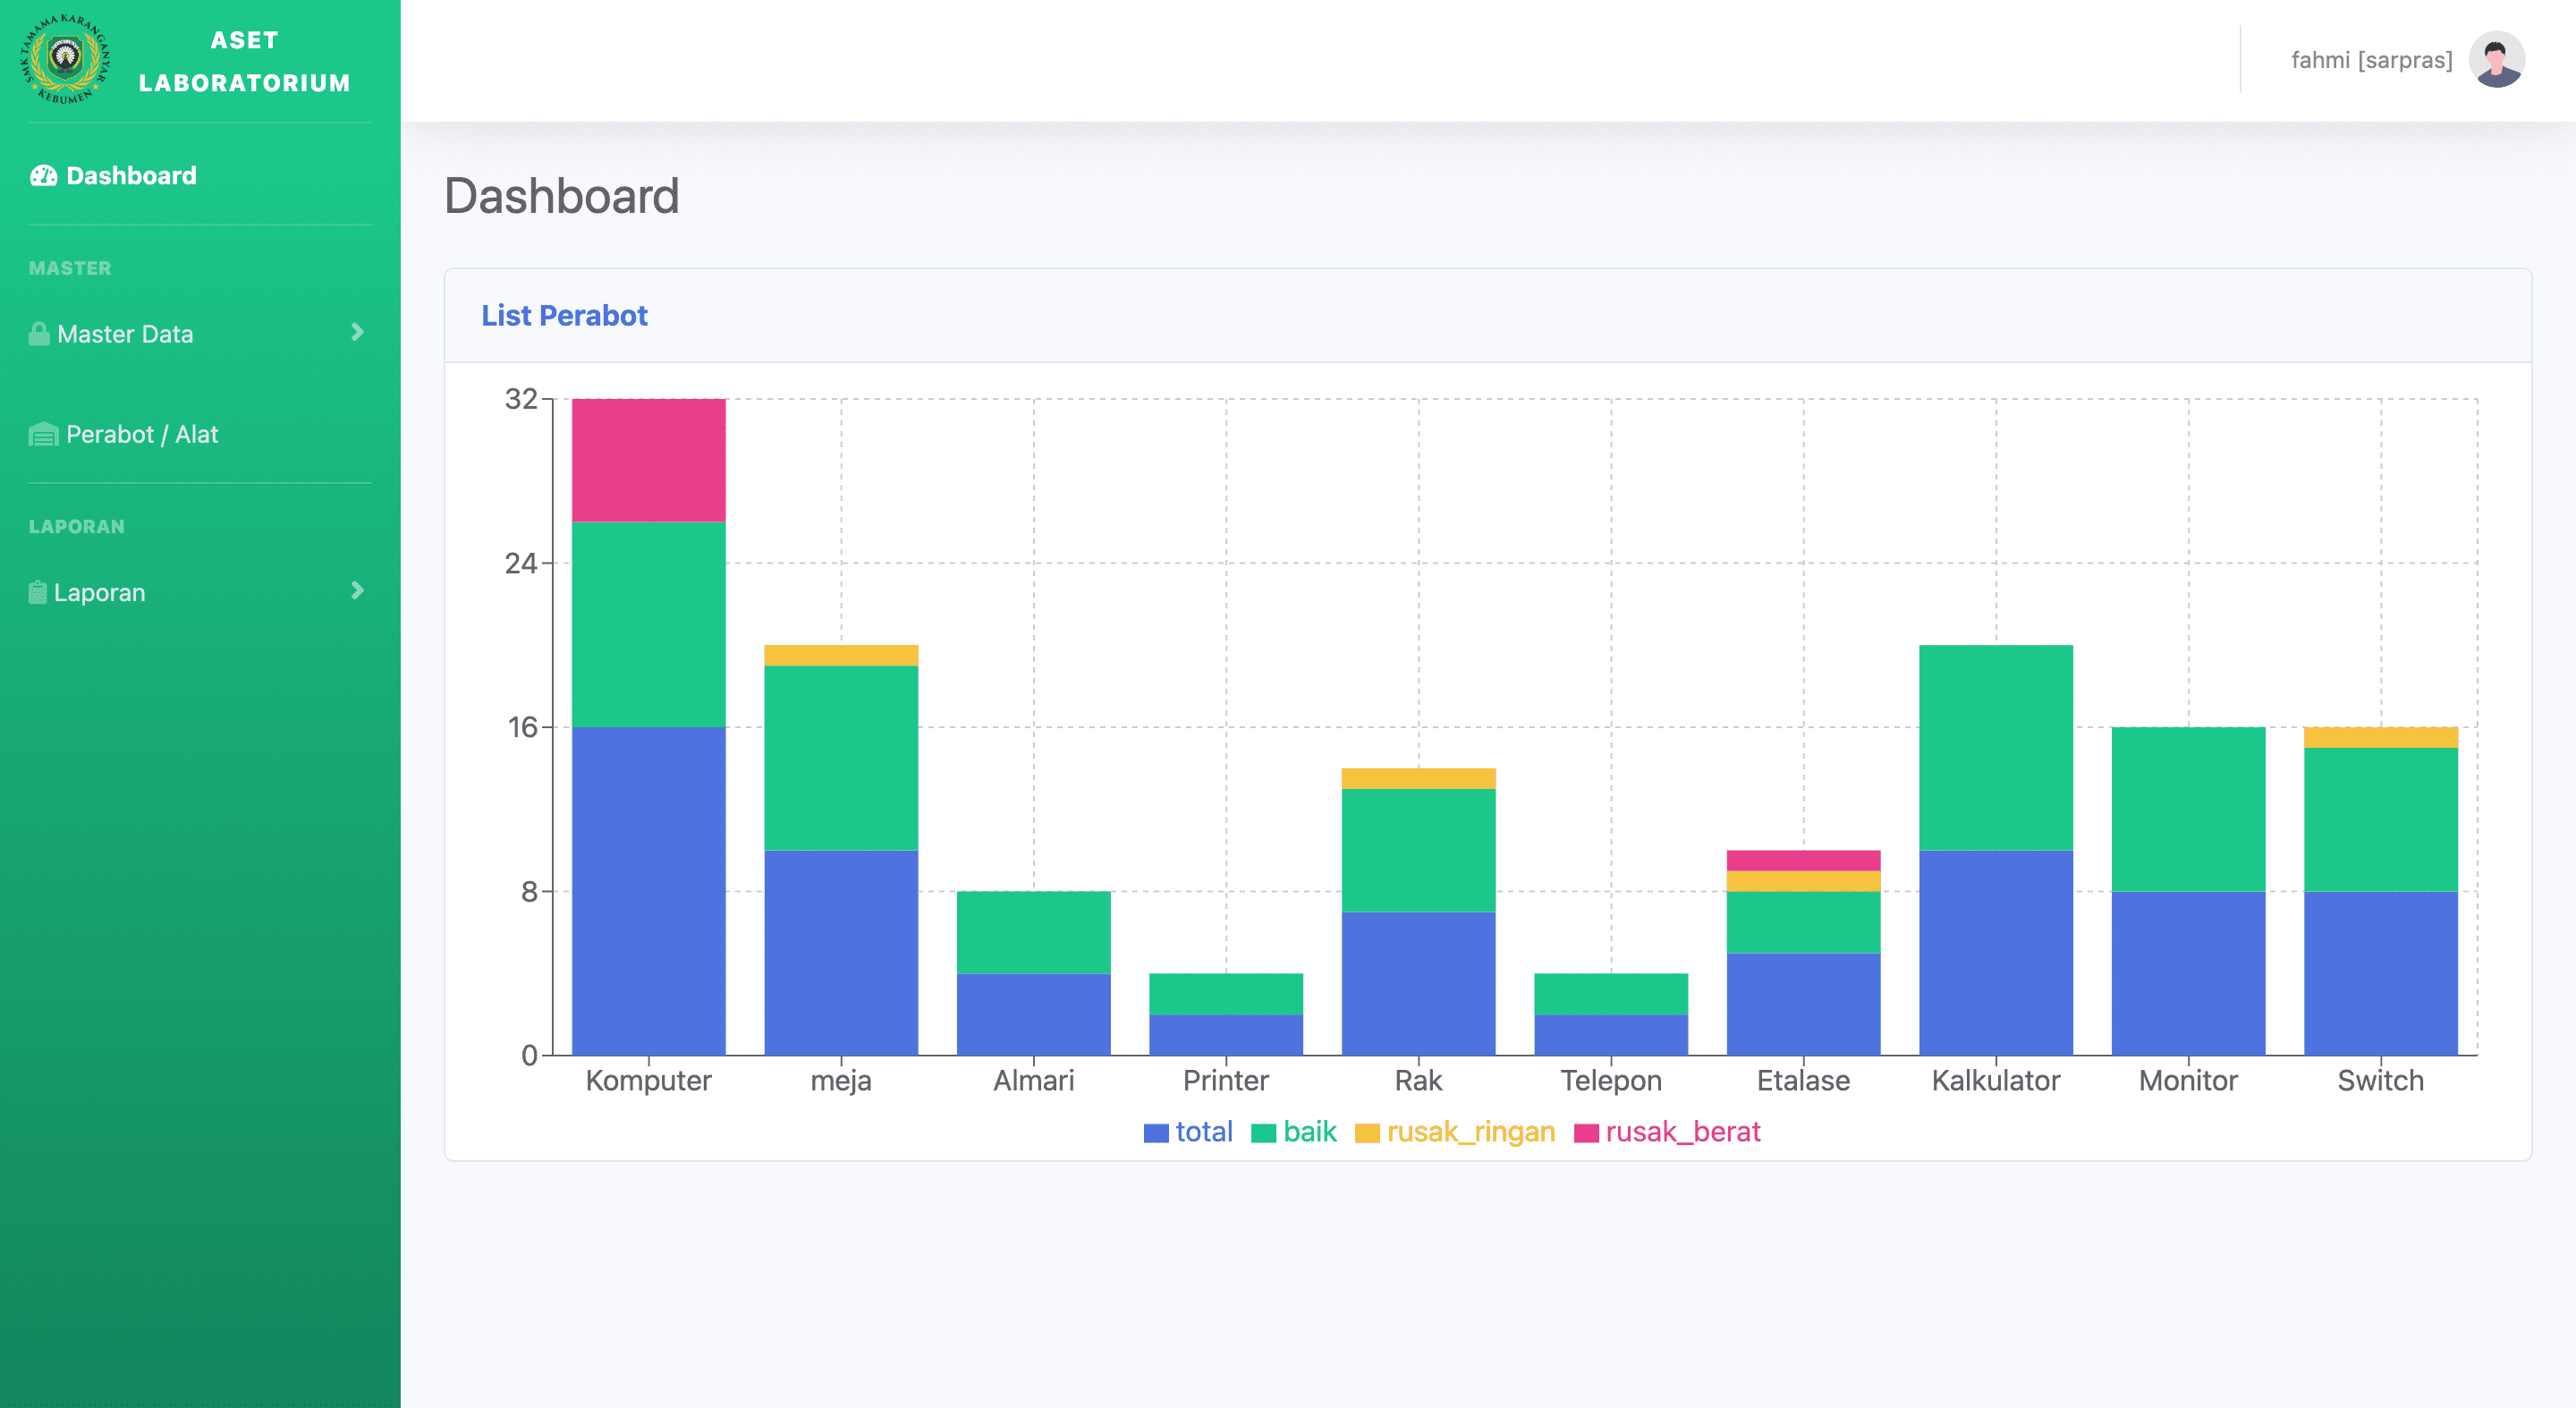 SMK TAMTAMA KARANGANYAR
KEBUMEN
ASET
LABORATORIUM
fahmi [sarpras]
Dashboard
MASTER
Master Data
Perabot / Alat
LAPORAN
Laporan
Dashboard
List Perabot
32
24
16
8
0
Komputer meja Almari Printer Rak Telepon Etalase Kalkulator Monitor Switch
total baik rusak_ringan rusak_berat